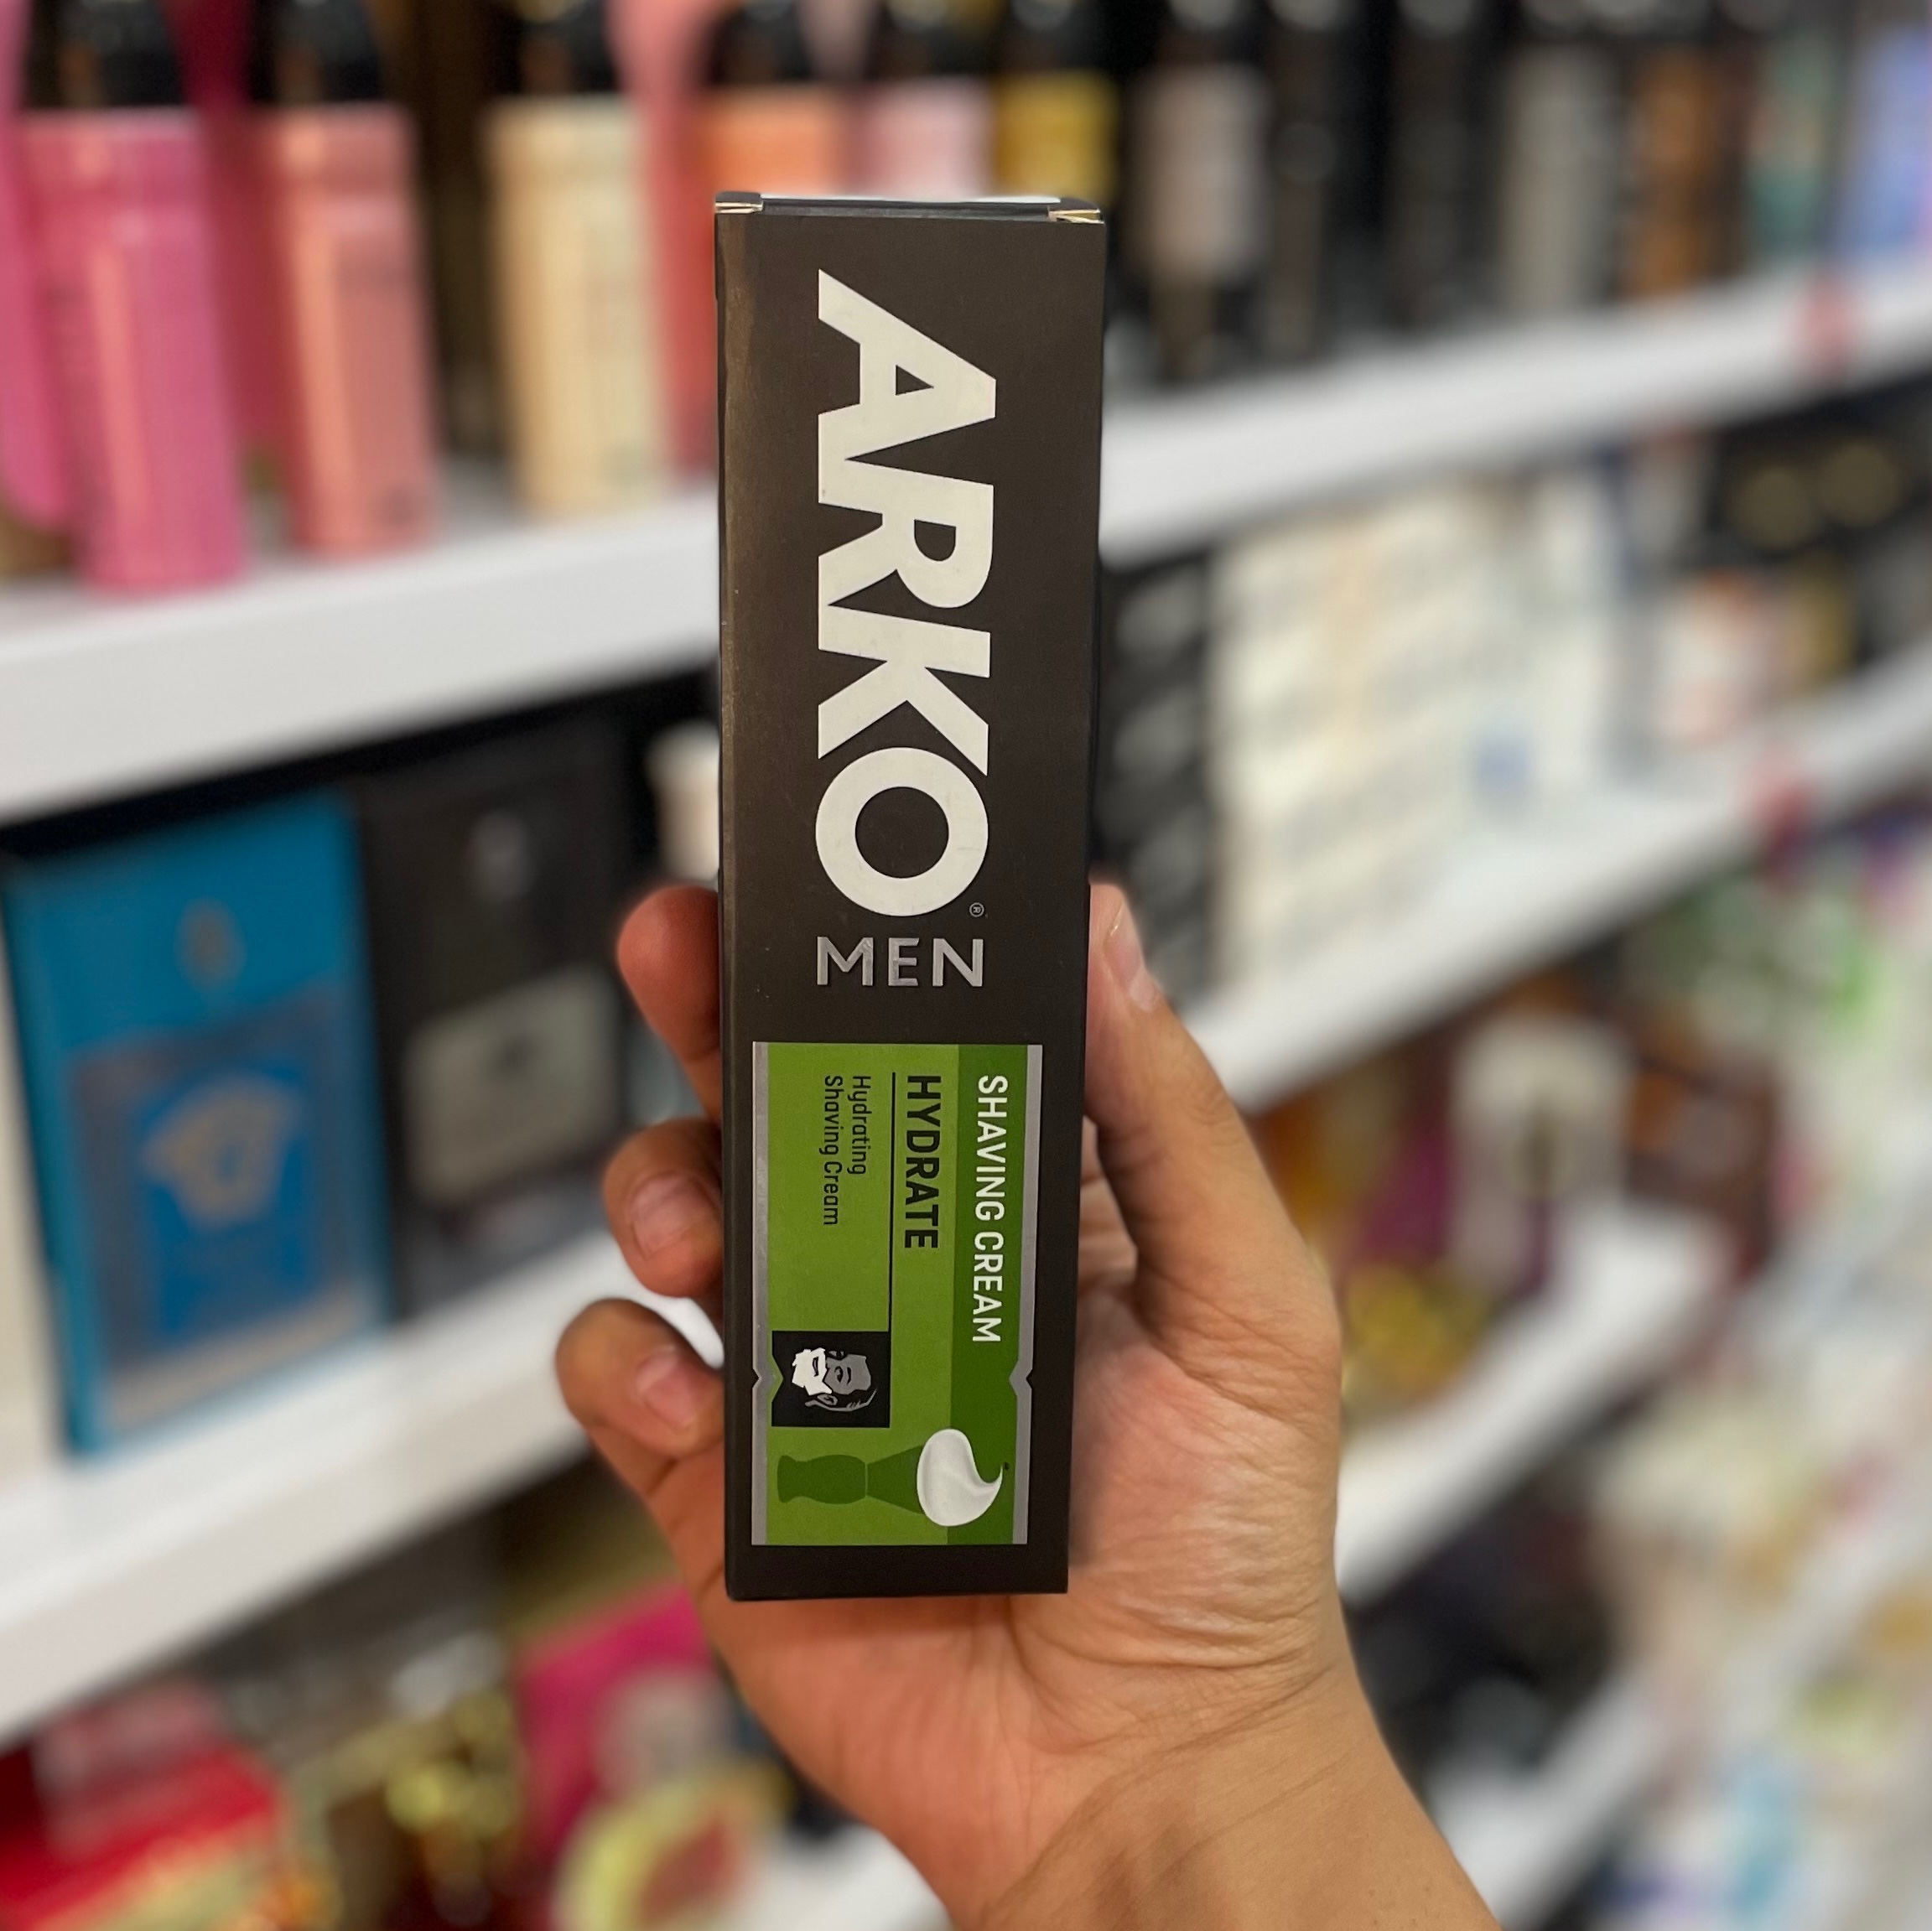 ARKO®
MEN
SHAVING CREAM
HYDRATE
Hydrating
Shaving Cream